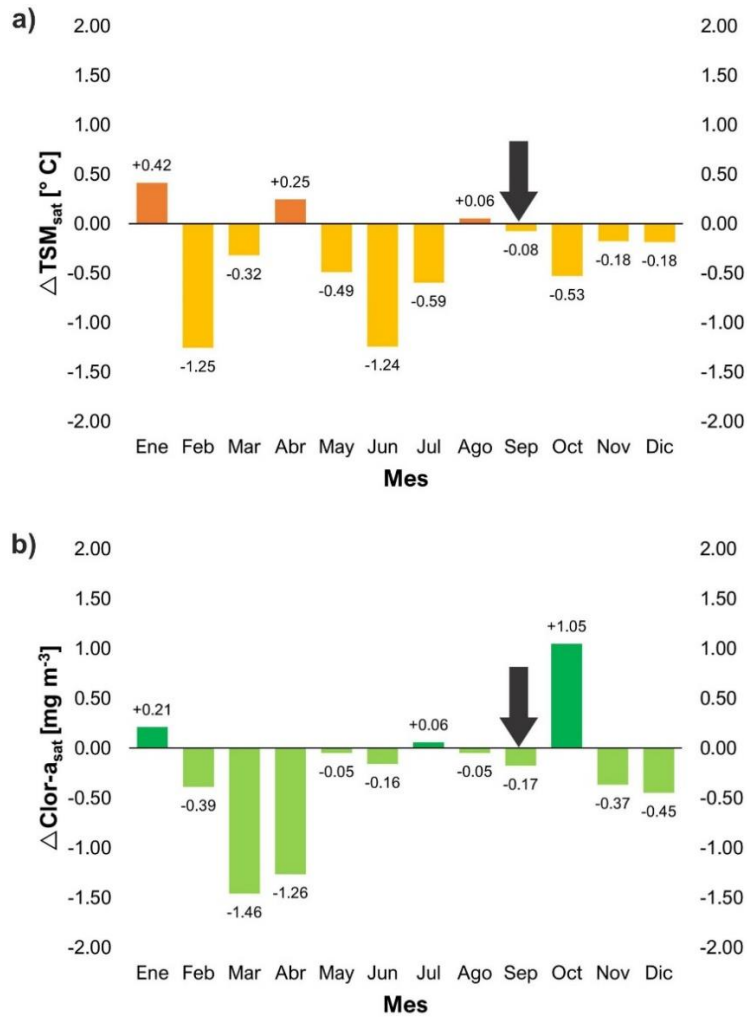 a)
2.00 2.00
1.50 1.50
1.00 1.00
0.50 0.50
0.00 0.00
-0.50 -0.50
-1.00 -1.00
-1.50 -1.50
-2.00 -2.00
△TSMsat [° C]
+0.42 -1.25 -0.32 +0.25 -0.49 -1.24 -0.59 +0.06 -0.08 -0.53 -0.18 -0.18
Ene Feb Mar Abr May Jun Jul Ago Sep Oct Nov Dic
Mes
b)
2.00 2.00
1.50 1.50
1.00 1.00
0.50 0.50
0.00 0.00
-0.50 -0.50
-1.00 -1.00
-1.50 -1.50
-2.00 -2.00
△Clor-asat [mg m-3]
+0.21 -0.39 -1.46 -1.26 -0.05 -0.16 +0.06 -0.05 -0.17 +1.05 -0.37 -0.45
Ene Feb Mar Abr May Jun Jul Ago Sep Oct Nov Dic
Mes